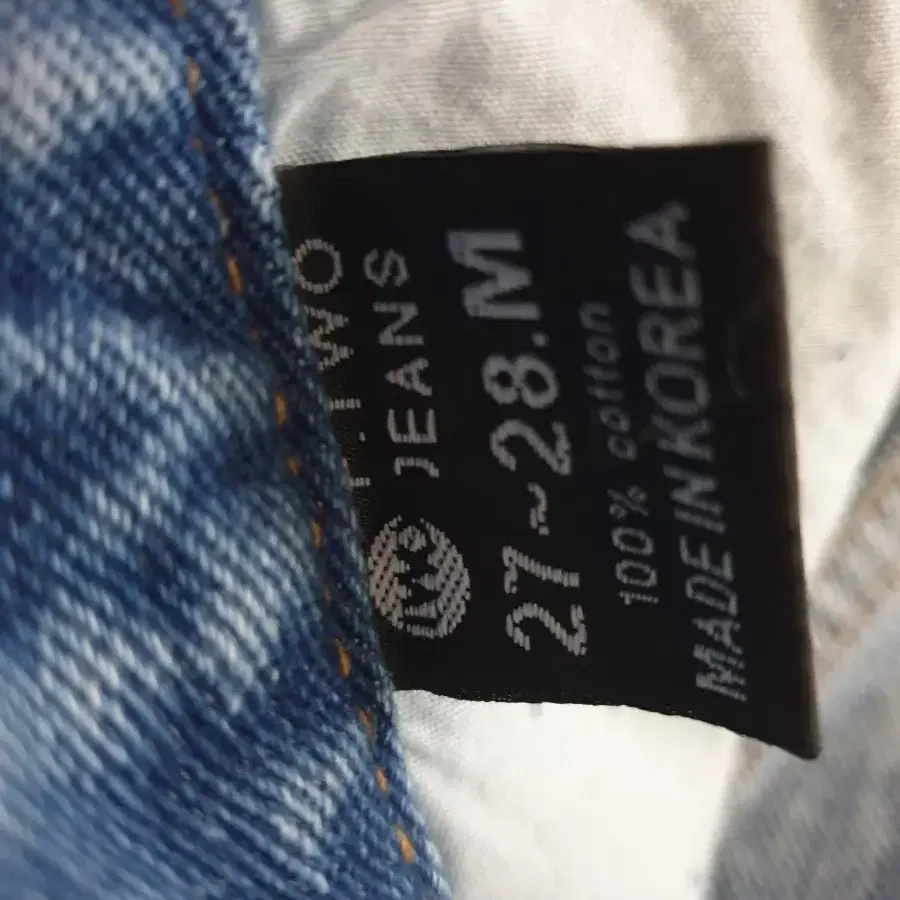 JEANS
27~28.M
100% cotton
MADE IN KOREA